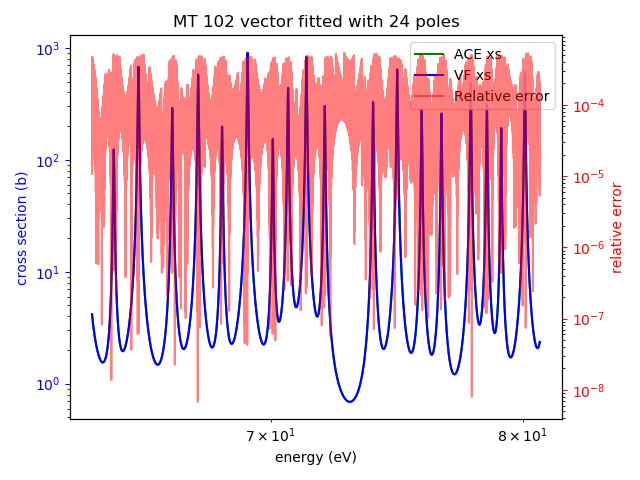 MT 102 vector fitted with 24 poles
ACE xs
VF xs
Relative error
10³
10²
10¹
10⁰
cross section (b)
10⁻⁴
10⁻⁵
10⁻⁶
10⁻⁷
10⁻⁸
relative error
7 × 10¹
8 × 10¹
energy (eV)